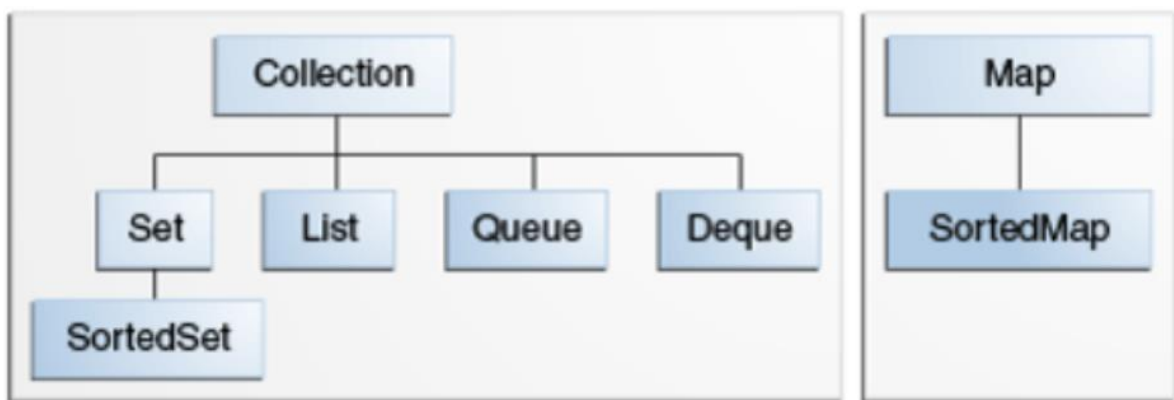 Collection
Map
Set
List
Queue
Deque
SortedMap
SortedSet